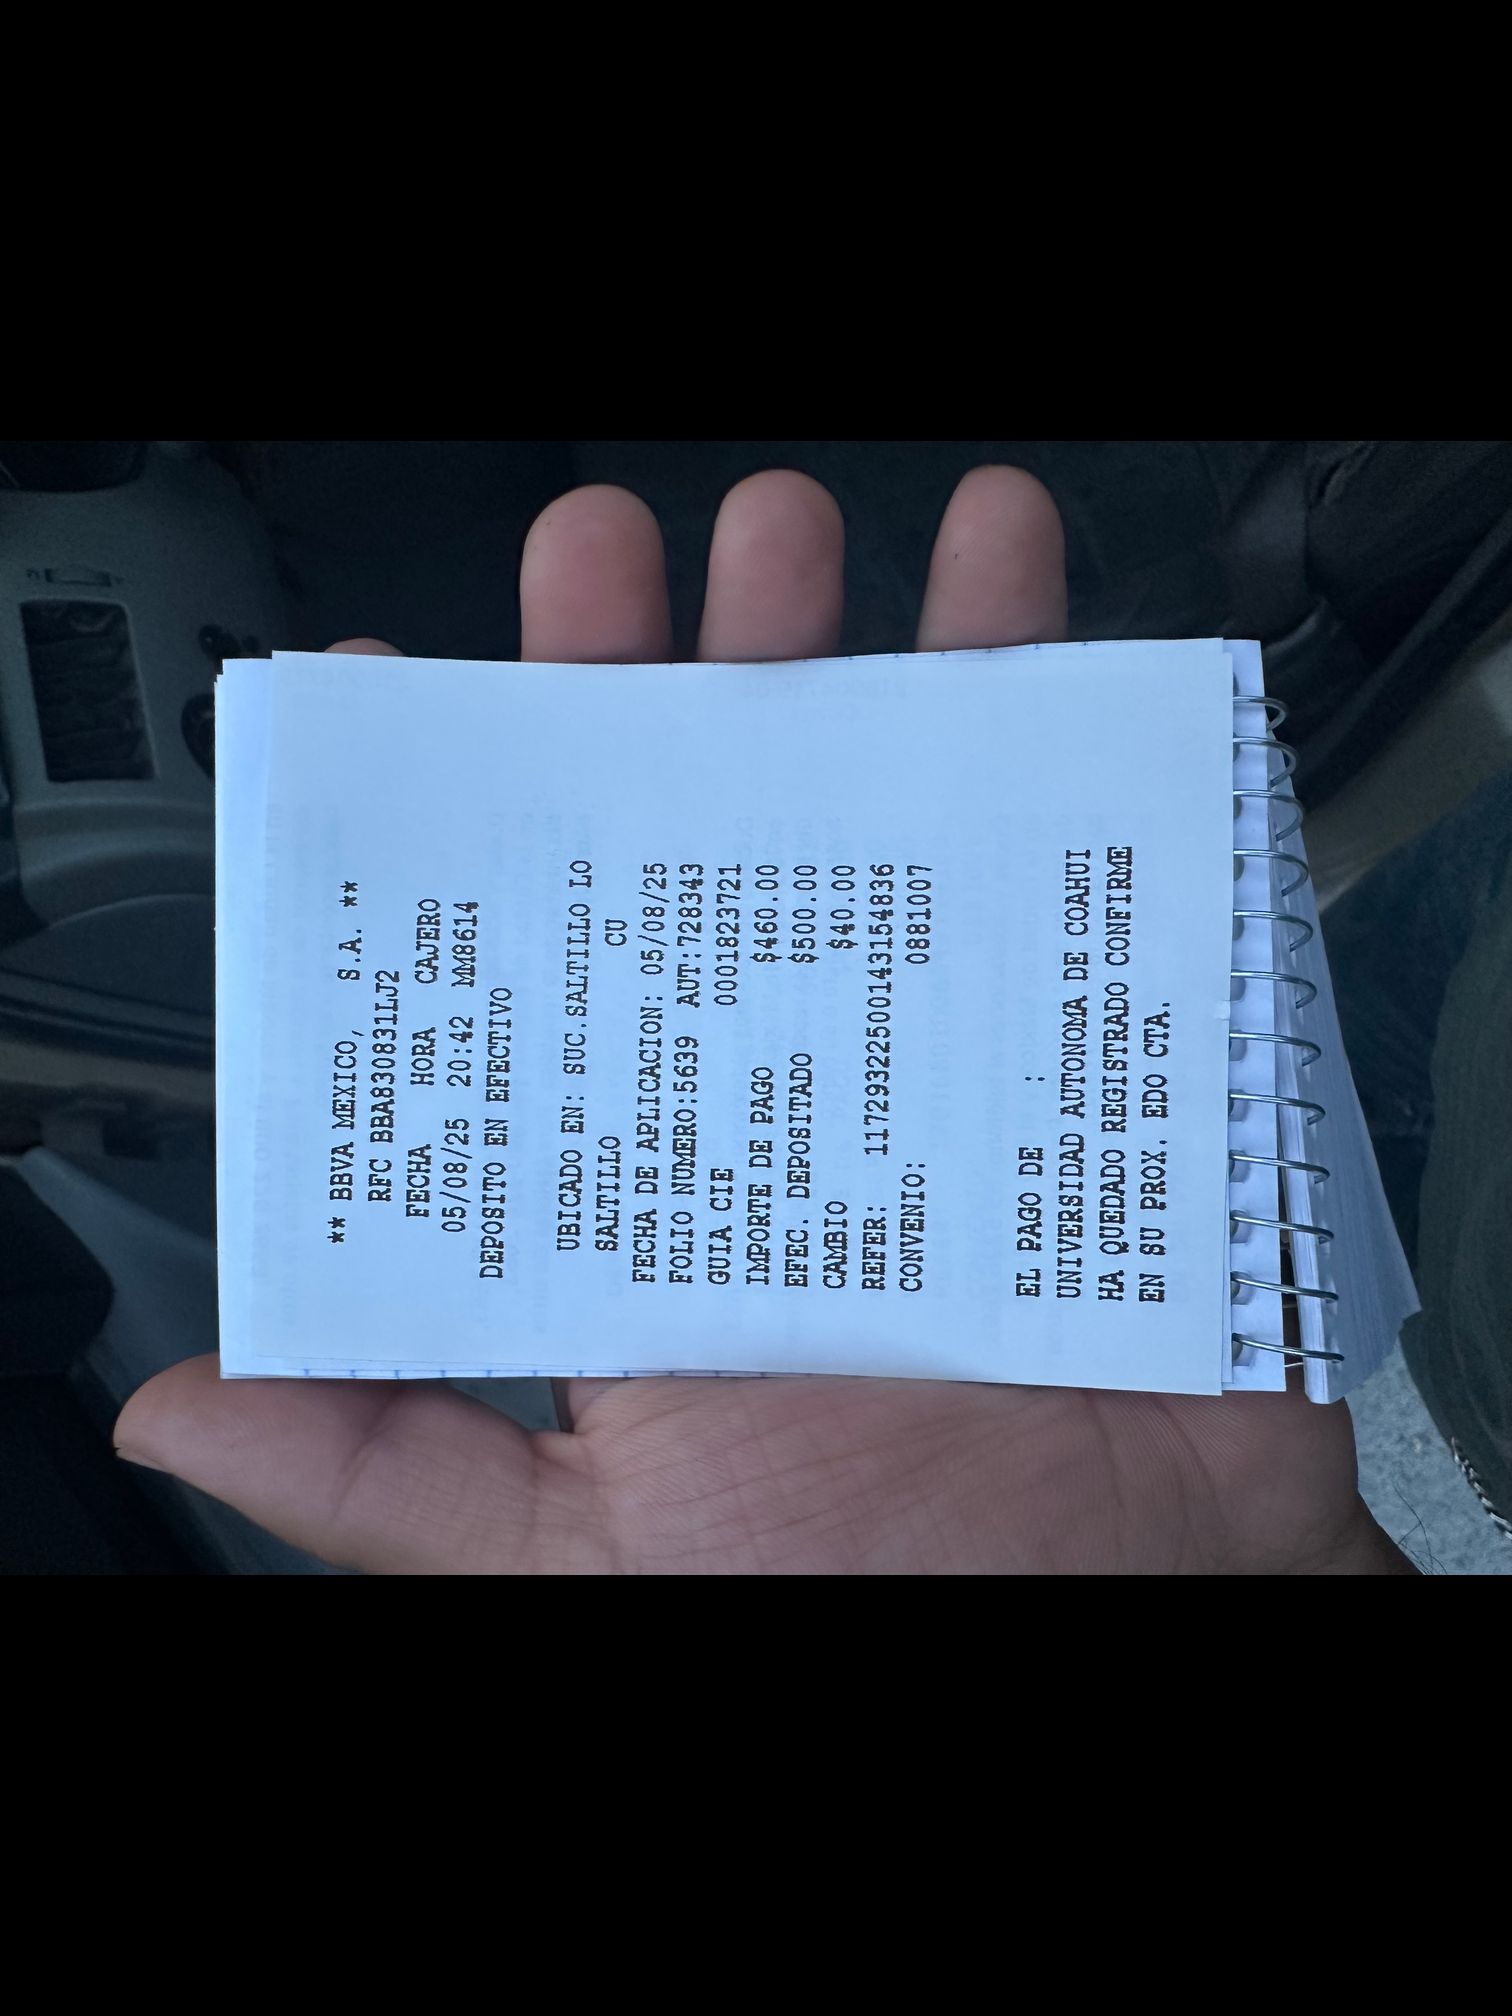 ** BBVA MEXICO, S.A. **
RFC BBA830831LJ2
FECHA HORA CAJERO
05/08/25 20:42 MM8614
DEPOSITO EN EFECTIVO
UBICADO EN: SUC.SALTILLO LO
SALTILLO CU
FECHA DE APLICACION: 05/08/25
FOLIO NUMERO:5639 AUT:728343
GUIA CIE 0001823721
IMPORTE DE PAGO $460.00
EFEC. DEPOSITADO $500.00
CAMBIO $40.00
REFER: 11729322500143154836
CONVENIO: 0881007
EL PAGO DE :
UNIVERSIDAD AUTONOMA DE COAHUI
HA QUEDADO REGISTRADO CONFIRME
EN SU PROX. EDO CTA.